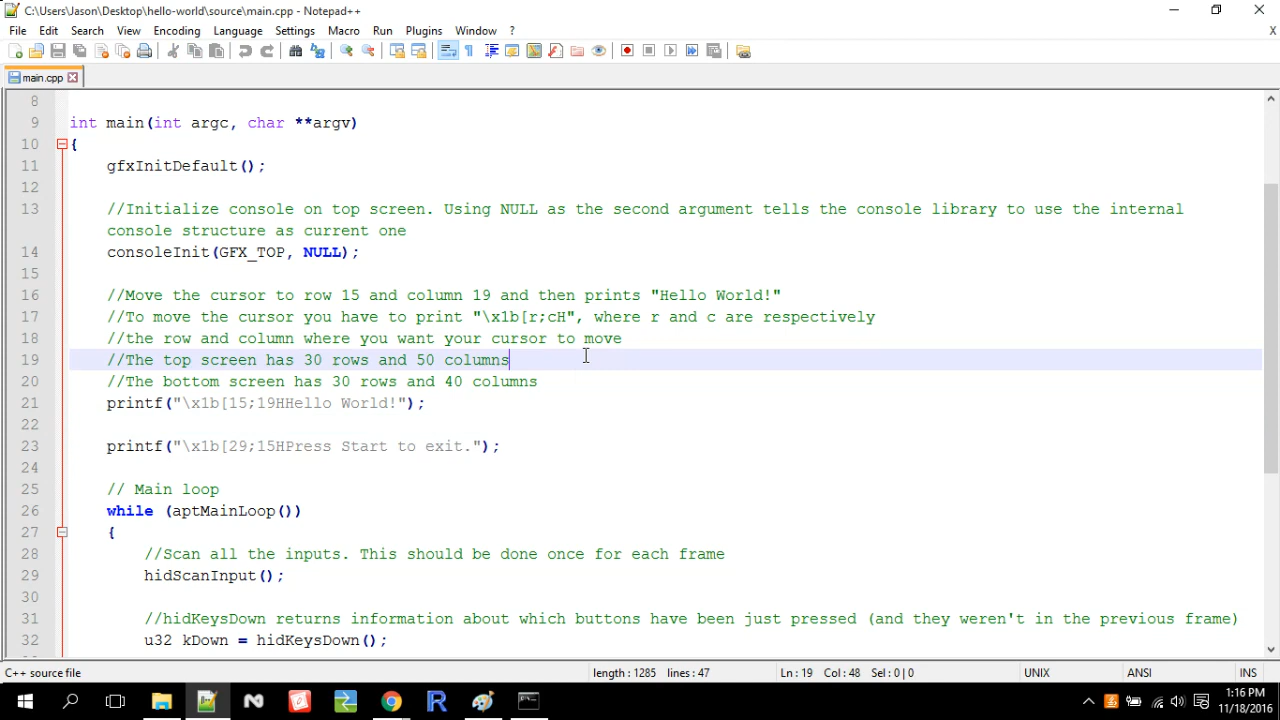 C:\Users\Jason\Desktop\hello-world\source\main.cpp - Notepad++
File Edit Search View Encoding Language Settings Macro Run Plugins Window ? X
main.cpp
8
9 int main(int argc, char **argv)
10 {
11 gfxInitDefault();
12
13 //Initialize console on top screen. Using NULL as the second argument tells the console library to use the internal
console structure as current one
14 consoleInit(GFX_TOP, NULL);
15
16 //Move the cursor to row 15 and column 19 and then prints "Hello World!"
17 //To move the cursor you have to print "\x1b[r;cH", where r and c are respectively
18 //the row and column where you want your cursor to move
19 //The top screen has 30 rows and 50 columns
20 //The bottom screen has 30 rows and 40 columns
21 printf("\x1b[15;19HHello World!");
22
23 printf("\x1b[29;15HPress Start to exit.");
24
25 // Main loop
26 while (aptMainLoop())
27 {
28 //Scan all the inputs. This should be done once for each frame
29 hidScanInput();
30
31 //hidKeysDown returns information about which buttons have been just pressed (and they weren't in the previous frame)
32 u32 kDown = hidKeysDown();
C++ source file length : 1285 lines : 47 Ln : 19 Col : 48 Sel : 0 | 0 UNIX ANSI INS
1:16 PM
11/18/2016